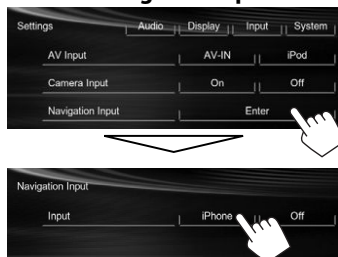 Settings Audio Display Input System
AV Input AV-IN iPod
Camera Input On Off
Navigation Input Enter
Navigation Input
Input iPhone Off